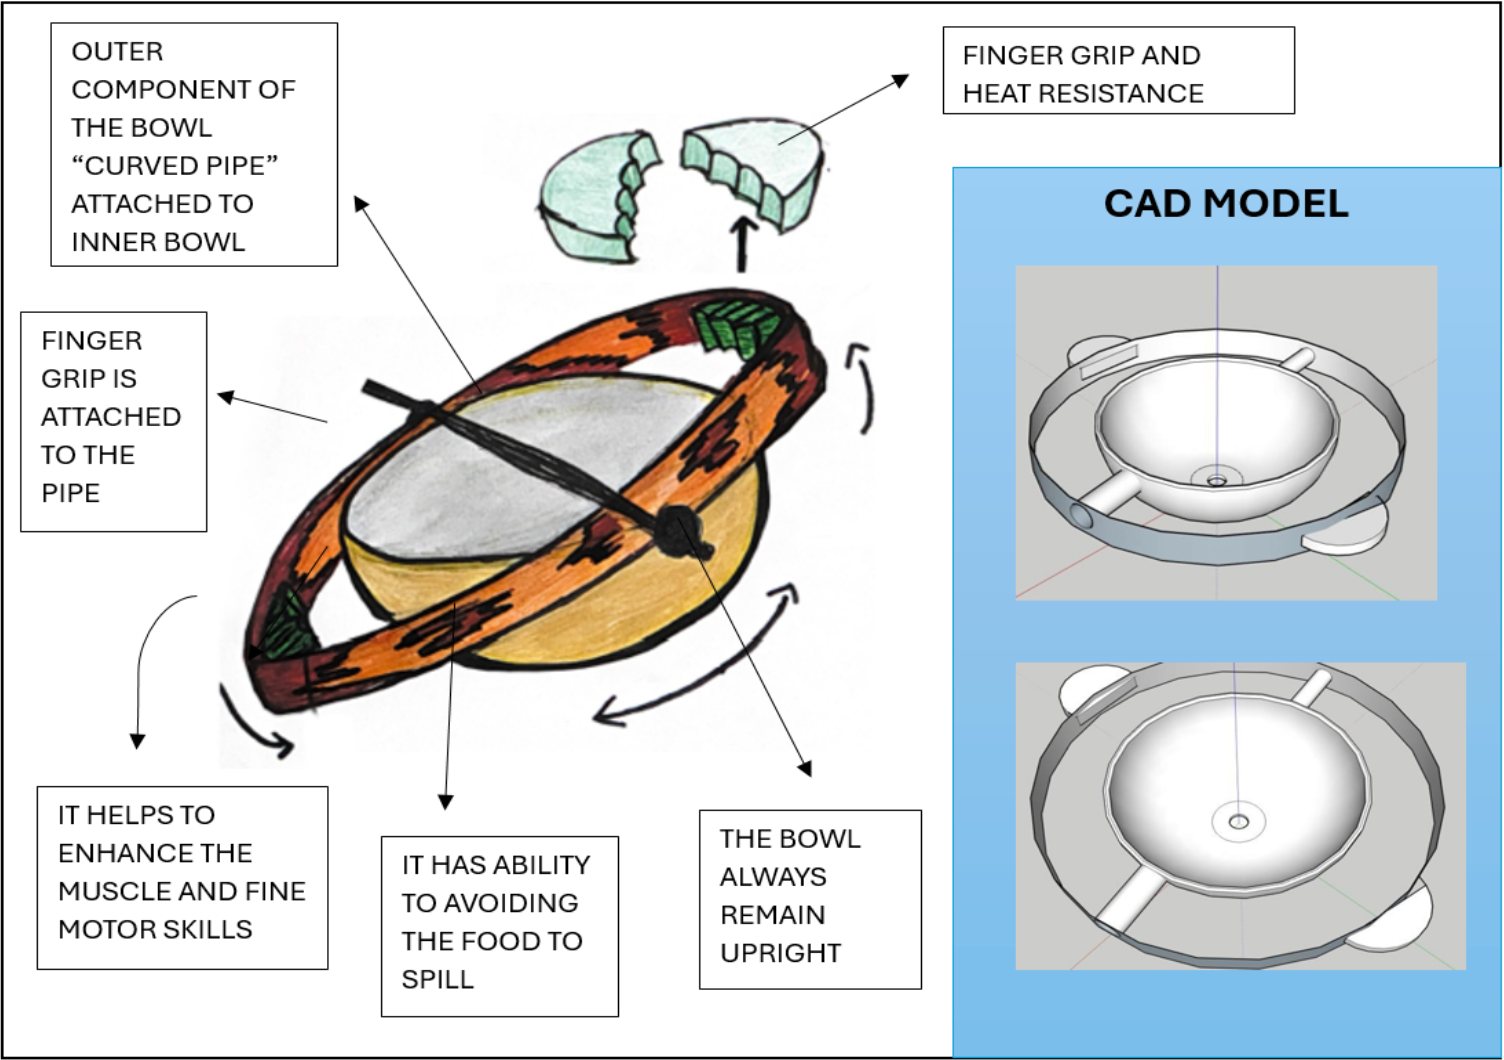 OUTER
COMPONENT OF
THE BOWL
“CURVED PIPE”
ATTACHED TO
INNER BOWL
FINGER GRIP AND
HEAT RESISTANCE
CAD MODEL
FINGER
GRIP IS
ATTACHED
TO THE
PIPE
IT HELPS TO
ENHANCE THE
MUSCLE AND FINE
MOTOR SKILLS
IT HAS ABILITY
TO AVOIDING
THE FOOD TO
SPILL
THE BOWL
ALWAYS
REMAIN
UPRIGHT